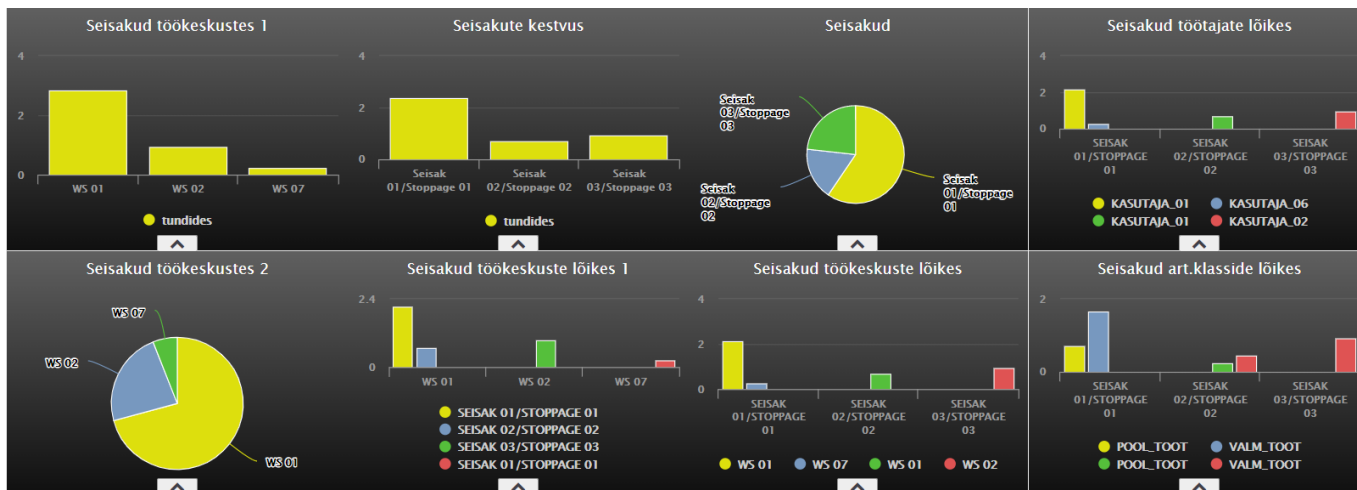 Seisakud töökeskustes 1
4
2
0
WS 01
WS 02
WS 07
tundides
Seisakute kestvus
4
2
0
Seisak
01/Stoppage 01
Seisak
02/Stoppage 02
Seisak
03/Stoppage 03
tundides
Seisakud
Seisak
03/Stoppage
03
Seisak
02/Stoppage
02
Seisak
01/Stoppage
01
Seisakud töötajate lõikes
4
2
0
SEISAK
01/STOPPAGE
01
SEISAK
02/STOPPAGE
02
SEISAK
03/STOPPAGE
03
KASUTAJA_01
KASUTAJA_06
KASUTAJA_01
KASUTAJA_02
Seisakud töökeskustes 2
WS 07
WS 02
WS 01
Seisakud töökeskuste lõikes 1
2.4
0
WS 01
WS 02
WS 07
SEISAK 01/STOPPAGE 01
SEISAK 02/STOPPAGE 02
SEISAK 03/STOPPAGE 03
SEISAK 01/STOPPAGE 01
Seisakud töökeskuste lõikes
4
2
0
SEISAK
01/STOPPAGE
01
SEISAK
02/STOPPAGE
02
SEISAK
03/STOPPAGE
03
WS 01
WS 07
WS 01
WS 02
Seisakud art.klasside lõikes
2
0
SEISAK
01/STOPPAGE
01
SEISAK
02/STOPPAGE
02
SEISAK
03/STOPPAGE
03
POOL_TOOT
VALM_TOOT
POOL_TOOT
VALM_TOOT